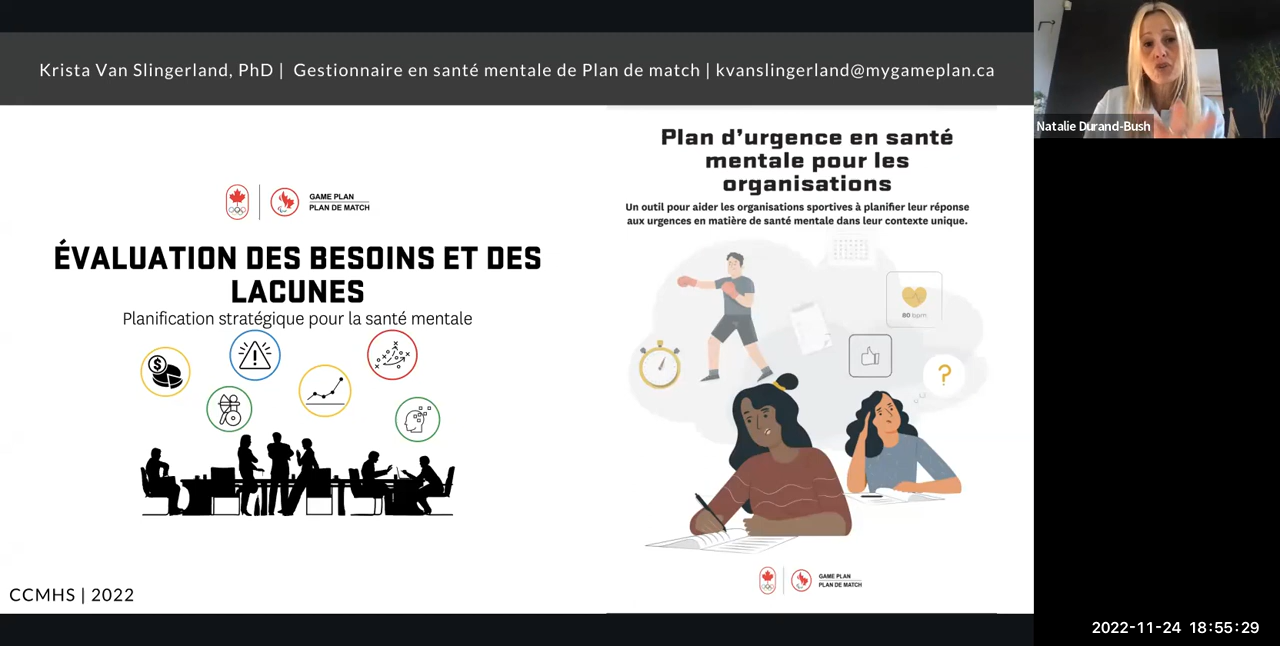 Krista Van Slingerland, PhD | Gestionnaire en santé mentale de Plan de match | kvanslingerland@mygameplan.ca
GAME PLAN
PLAN DE MATCH
ÉVALUATION DES BESOINS ET DES
LACUNES
Planification stratégique pour la santé mentale
$
CCMHS | 2022
Plan d'urgence en santé
mentale pour les
organisations
Un outil pour aider les organisations sportives à planifier leur réponse
aux urgences en matière de santé mentale dans leur contexte unique.
80 bpm
?
GAME PLAN
PLAN DE MATCH
Natalie Durand-Bush
2022-11-24 18:55:29